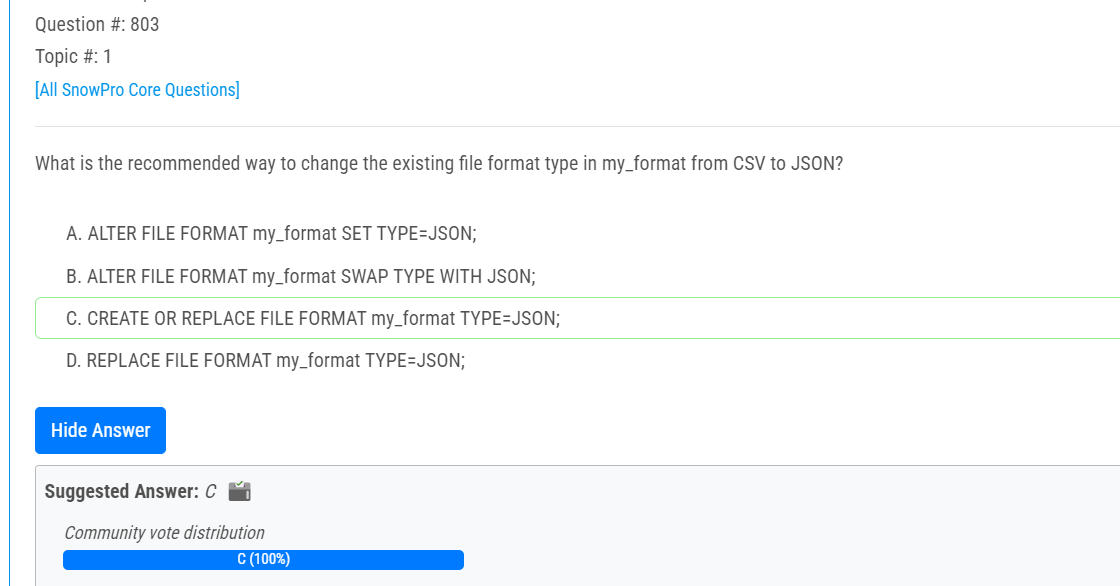 Question #: 803
Topic #: 1
[All SnowPro Core Questions]
What is the recommended way to change the existing file format type in my_format from CSV to JSON?
A. ALTER FILE FORMAT my_format SET TYPE=JSON;
B. ALTER FILE FORMAT my_format SWAP TYPE WITH JSON;
C. CREATE OR REPLACE FILE FORMAT my_format TYPE=JSON;
D. REPLACE FILE FORMAT my_format TYPE=JSON;
Hide Answer
Suggested Answer: C
Community vote distribution
C (100%)